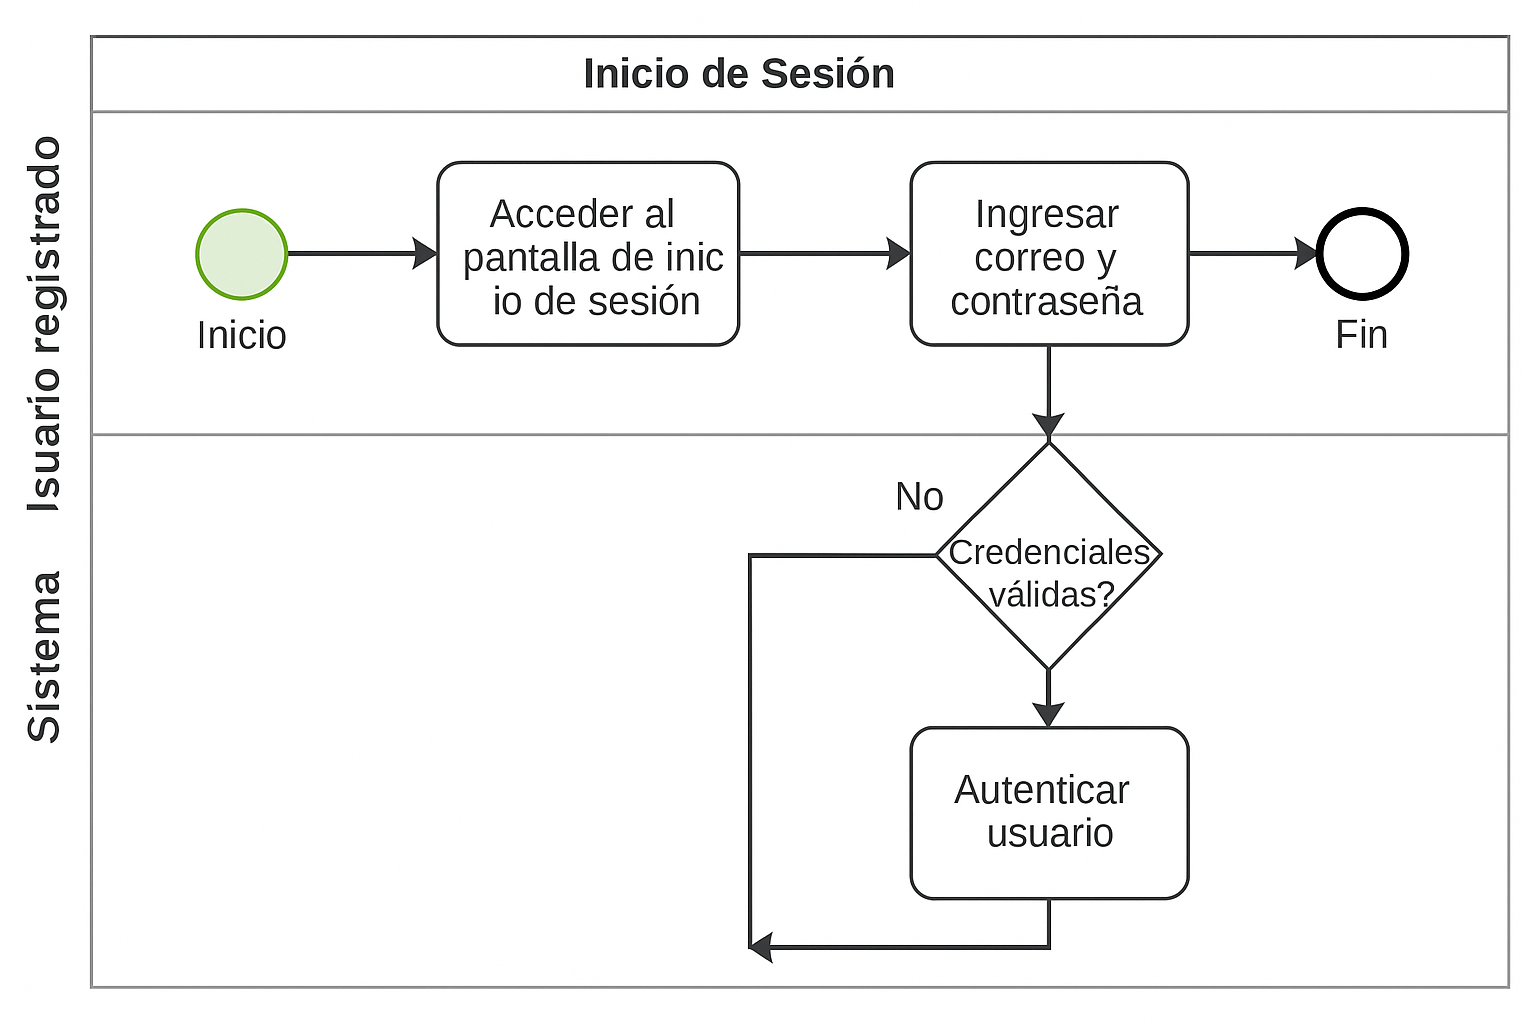 Inicio de Sesión
Isuario registrado
Inicio
Acceder al
pantalla de inic
io de sesión
Ingresar
correo y
contraseña
Fin
Sistema
No
Credenciales
válidas?
Autenticar
usuario